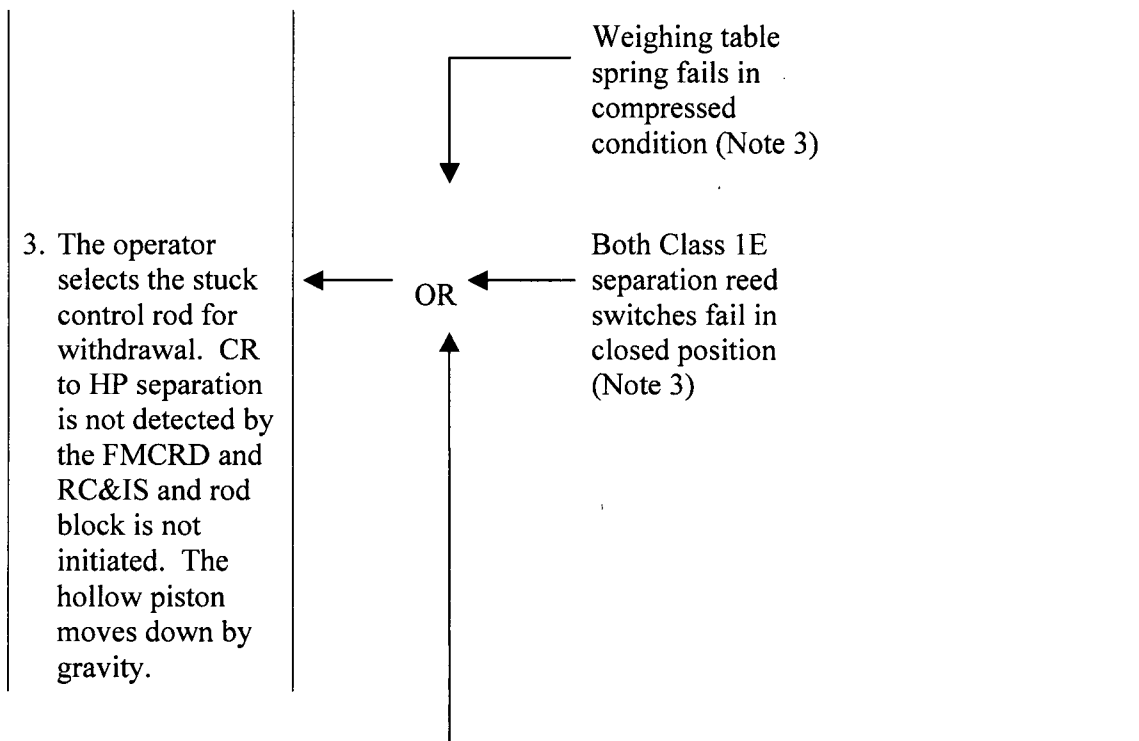 Weighing table
spring fails in
compressed
condition (Note 3)
3. The operator
selects the stuck
control rod for
withdrawal. CR
to HP separation
is not detected by
the FMCRD and
RC&IS and rod
block is not
initiated. The
hollow piston
moves down by
gravity.
OR
Both Class 1E
separation reed
switches fail in
closed position
(Note 3)